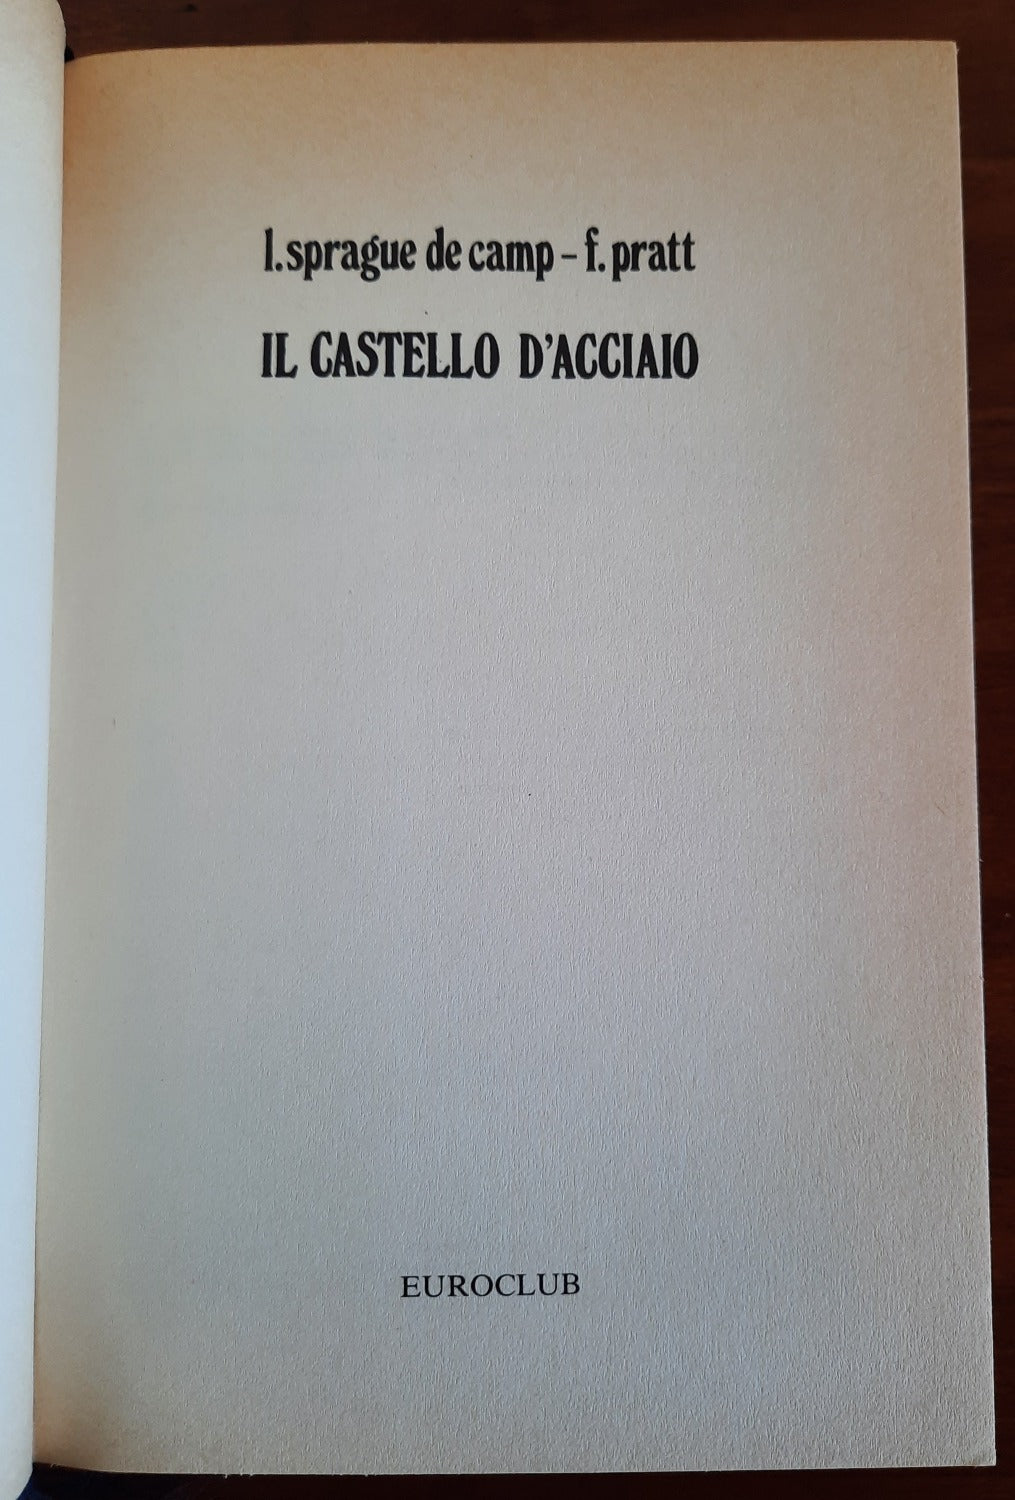 l. sprague de camp – f. pratt
IL CASTELLO D'ACCIAIO
EUROCLUB